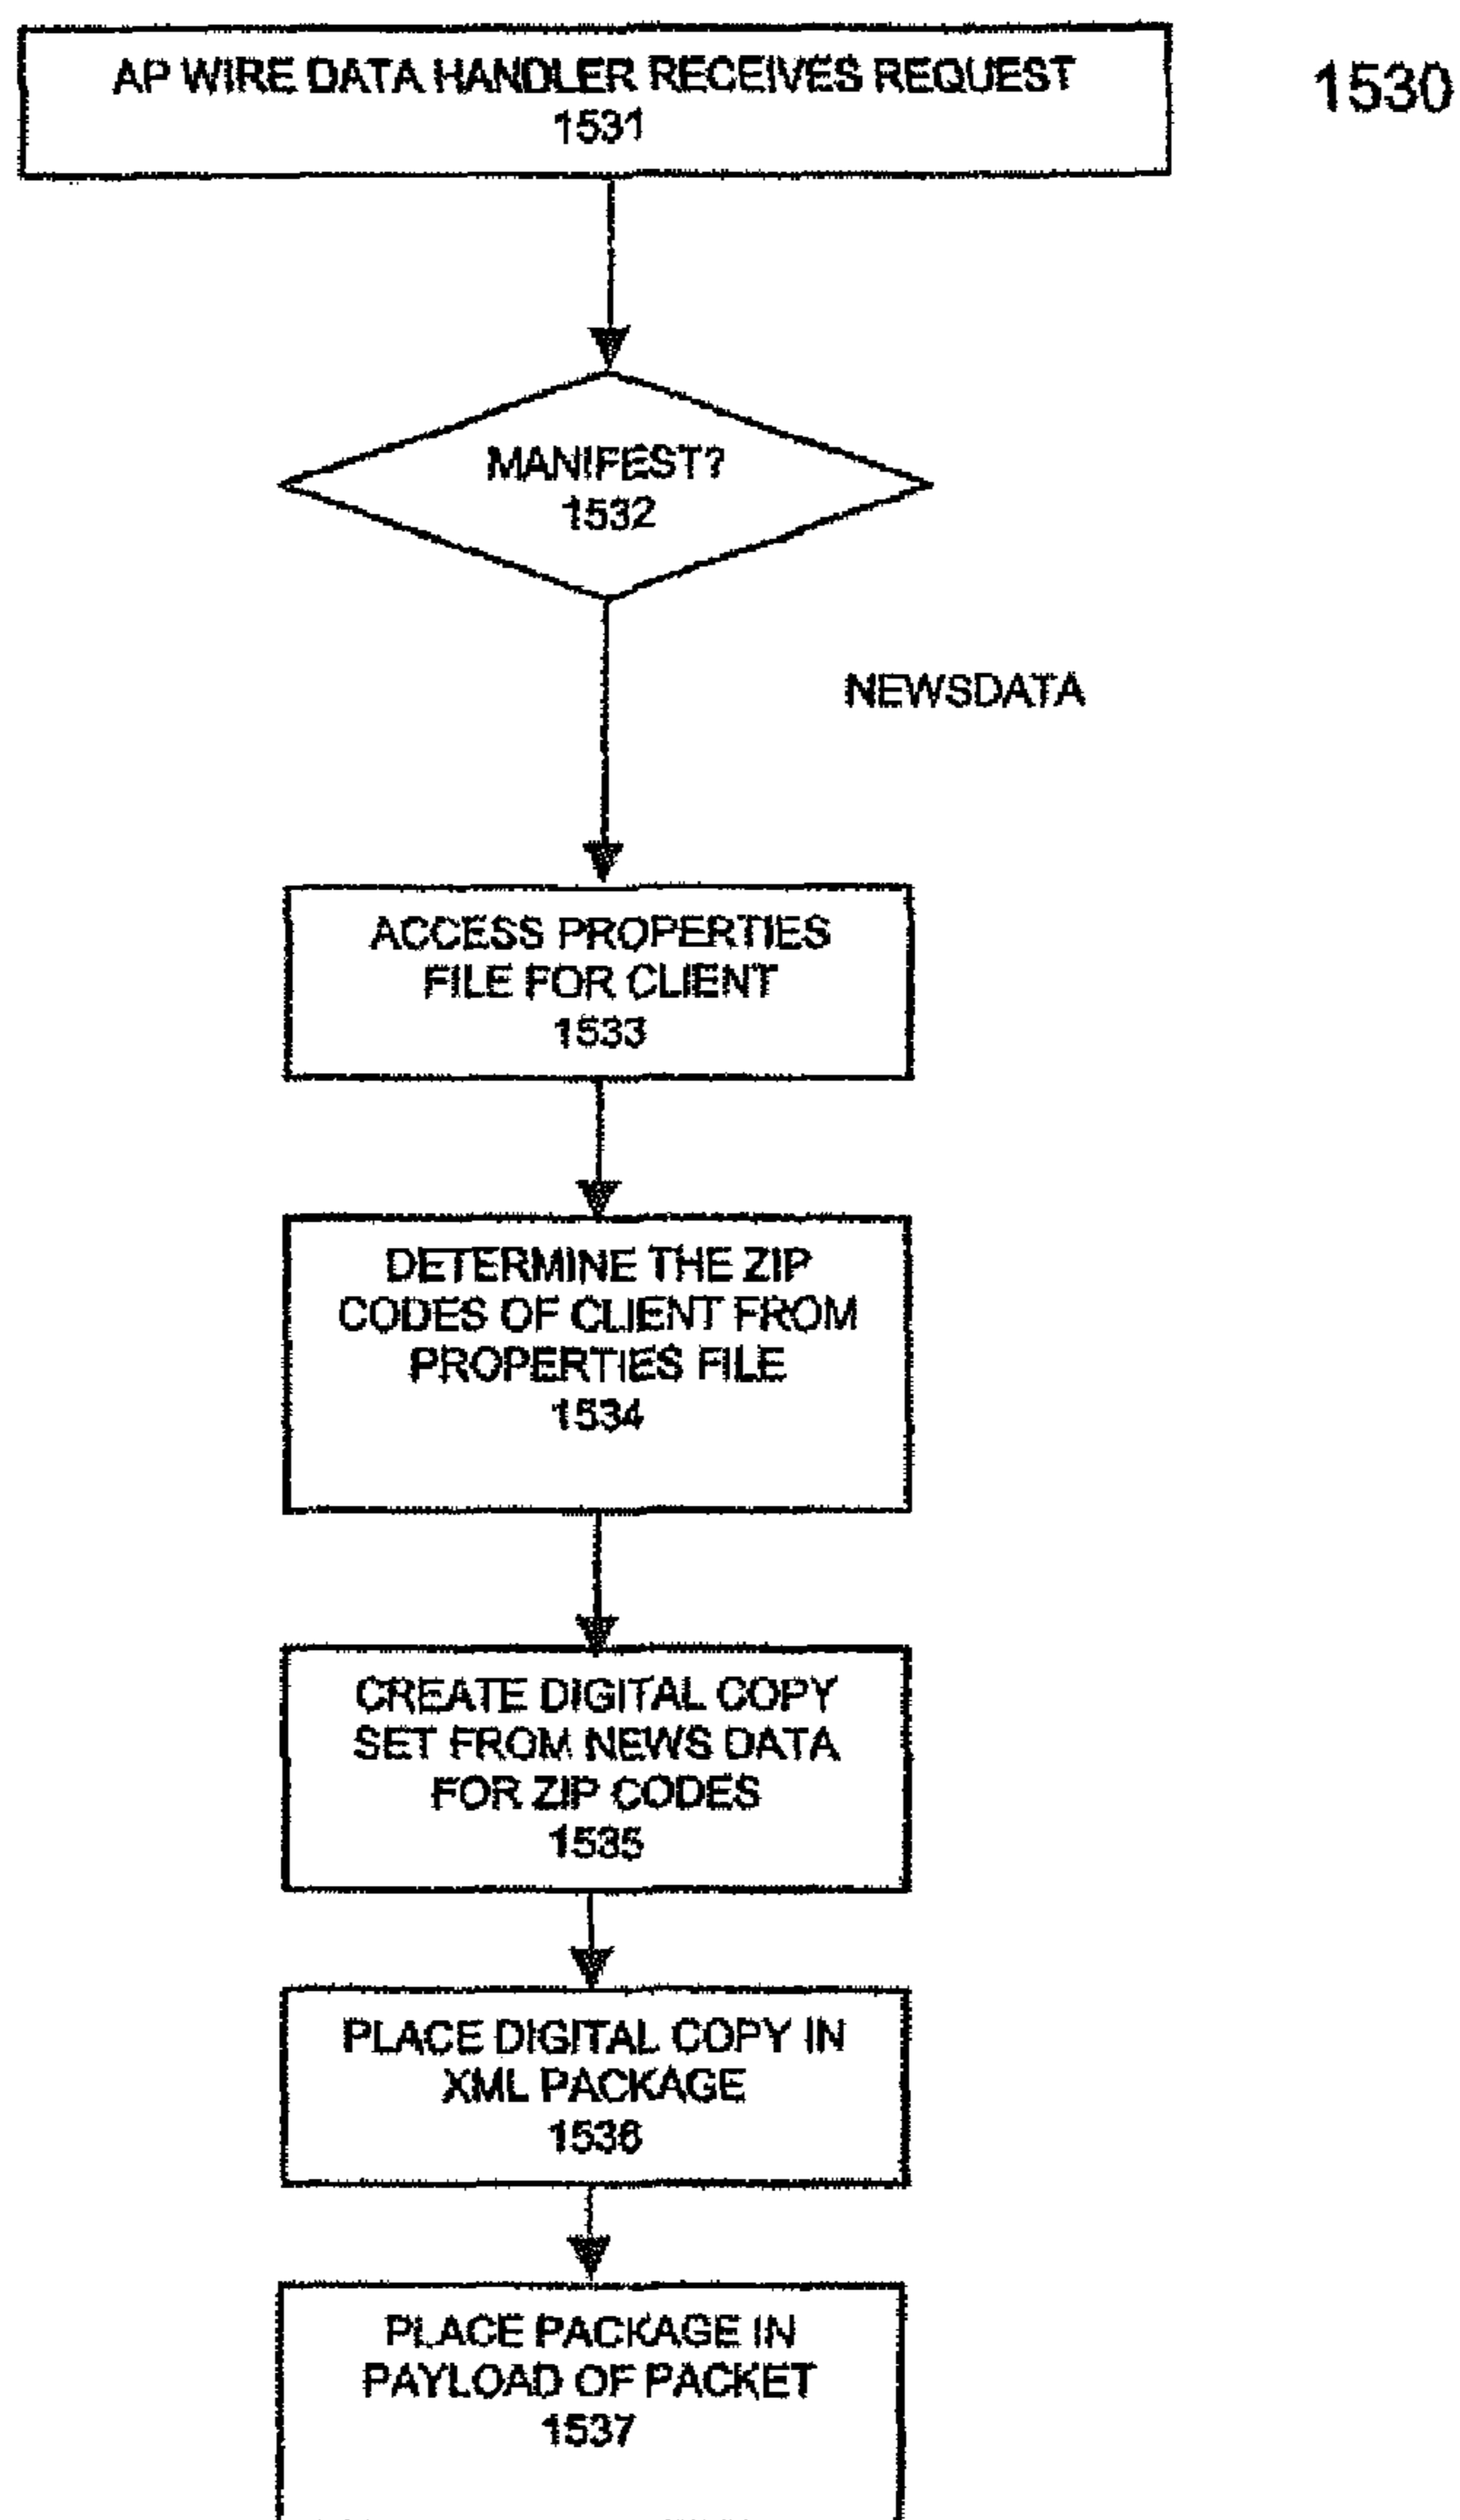 AP WIRE DATA HANDLER RECEIVES REQUEST
1531
1530
MANIFEST?
1532
NEWSDATA
ACCESS PROPERTIES
FILE FOR CLIENT
1533
DETERMINE THE ZIP
CODES OF CLIENT FROM
PROPERTIES FILE
1534
CREATE DIGITAL COPY
SET FROM NEWS DATA
FOR ZIP CODES
1535
PLACE DIGITAL COPY IN
XML PACKAGE
1536
PLACE PACKAGE IN
PAYLOAD OF PACKET
1537